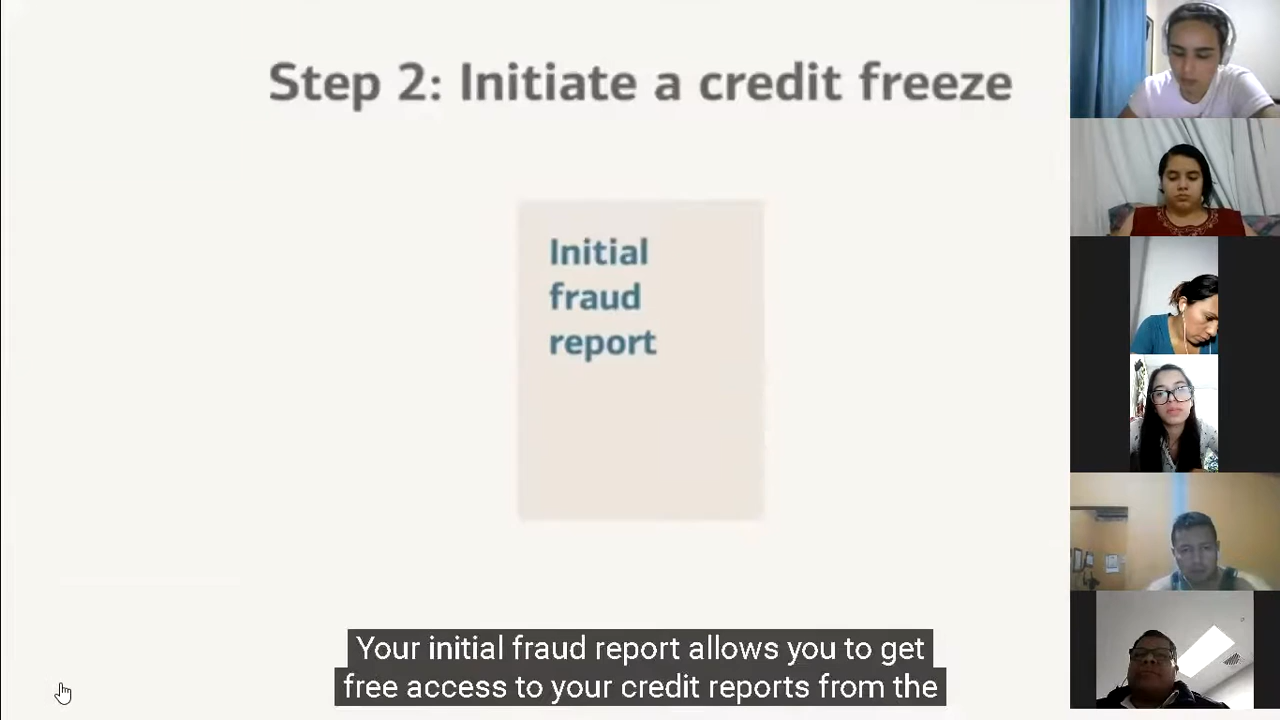 Step 2: Initiate a credit freeze
Initial
fraud
report
Your initial fraud report allows you to get
free access to your credit reports from the